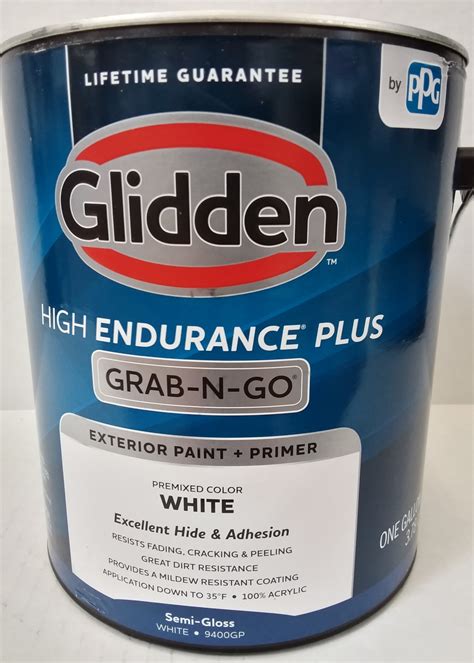 LIFETIME GUARANTEE
by PPG
Glidden™
HIGH ENDURANCE® PLUS
GRAB-N-GO®
EXTERIOR PAINT + PRIMER
PREMIXED COLOR
WHITE
Excellent Hide & Adhesion
RESISTS FADING, CRACKING & PEELING
GREAT DIRT RESISTANCE
PROVIDES A MILDEW RESISTANT COATING
APPLICATION DOWN TO 35°F • 100% ACRYLIC
ONE
Semi-Gloss
WHITE • 9400GP